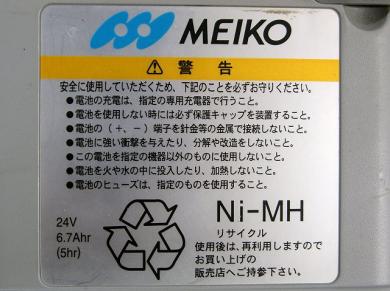 MEIKO
警告
安全に使用していただくため、下記のことを必ずお守りください。
●電池の充電は、指定の専用充電器で行うこと。
●電池を使用しない時には必ず保護キャップを装着すること。
●電池の(+、-)端子を針金等の金属で接続しないこと。
●電池に強い衝撃を与えたり、分解や改造をしないこと。
●この電池を指定の機器以外のものに使用しないこと。
●電池を火や水の中に投入したり、加熱しないこと。
●電池のヒューズは、指定のものを使用すること。
24V
6.7Ahr
(5hr)
Ni-MH
リサイクル
使用後は、再利用しますので
お買い上げの
販売店へご持参下さい。